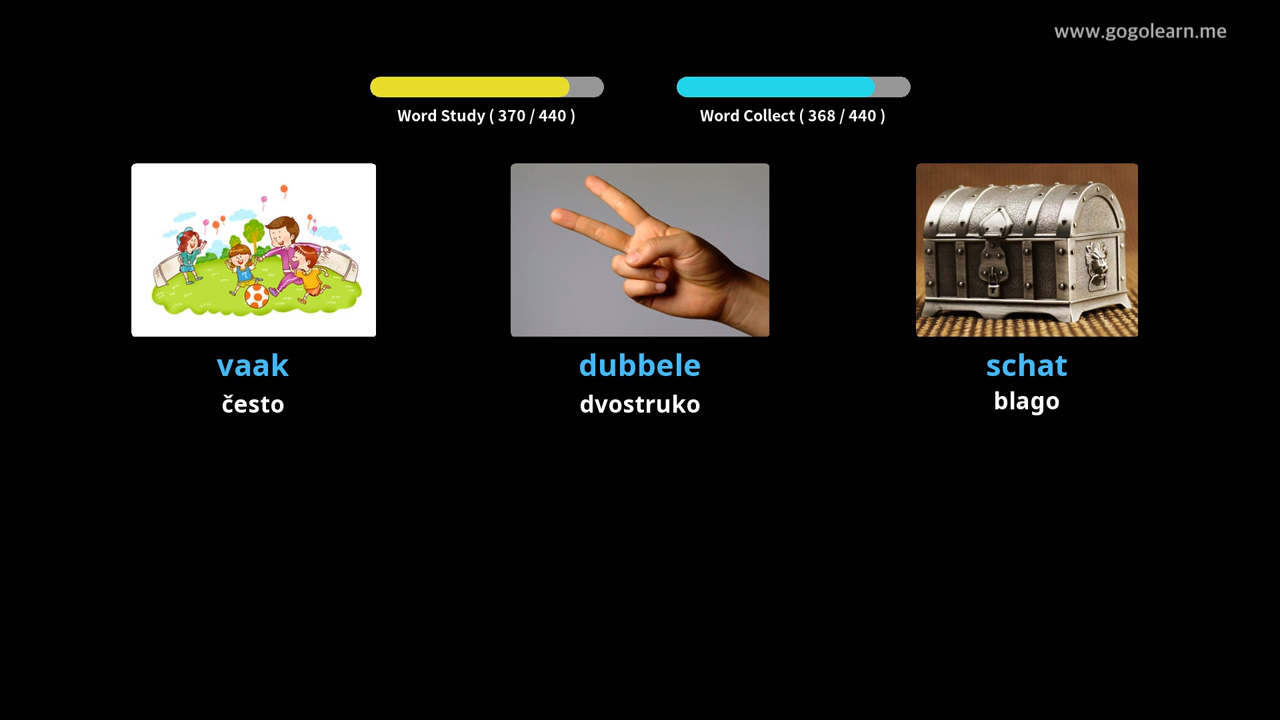 www.gogolearn.me
Word Study ( 370 / 440 )
Word Collect ( 368 / 440 )
vaak
često
dubbele
dvostruko
schat
blago